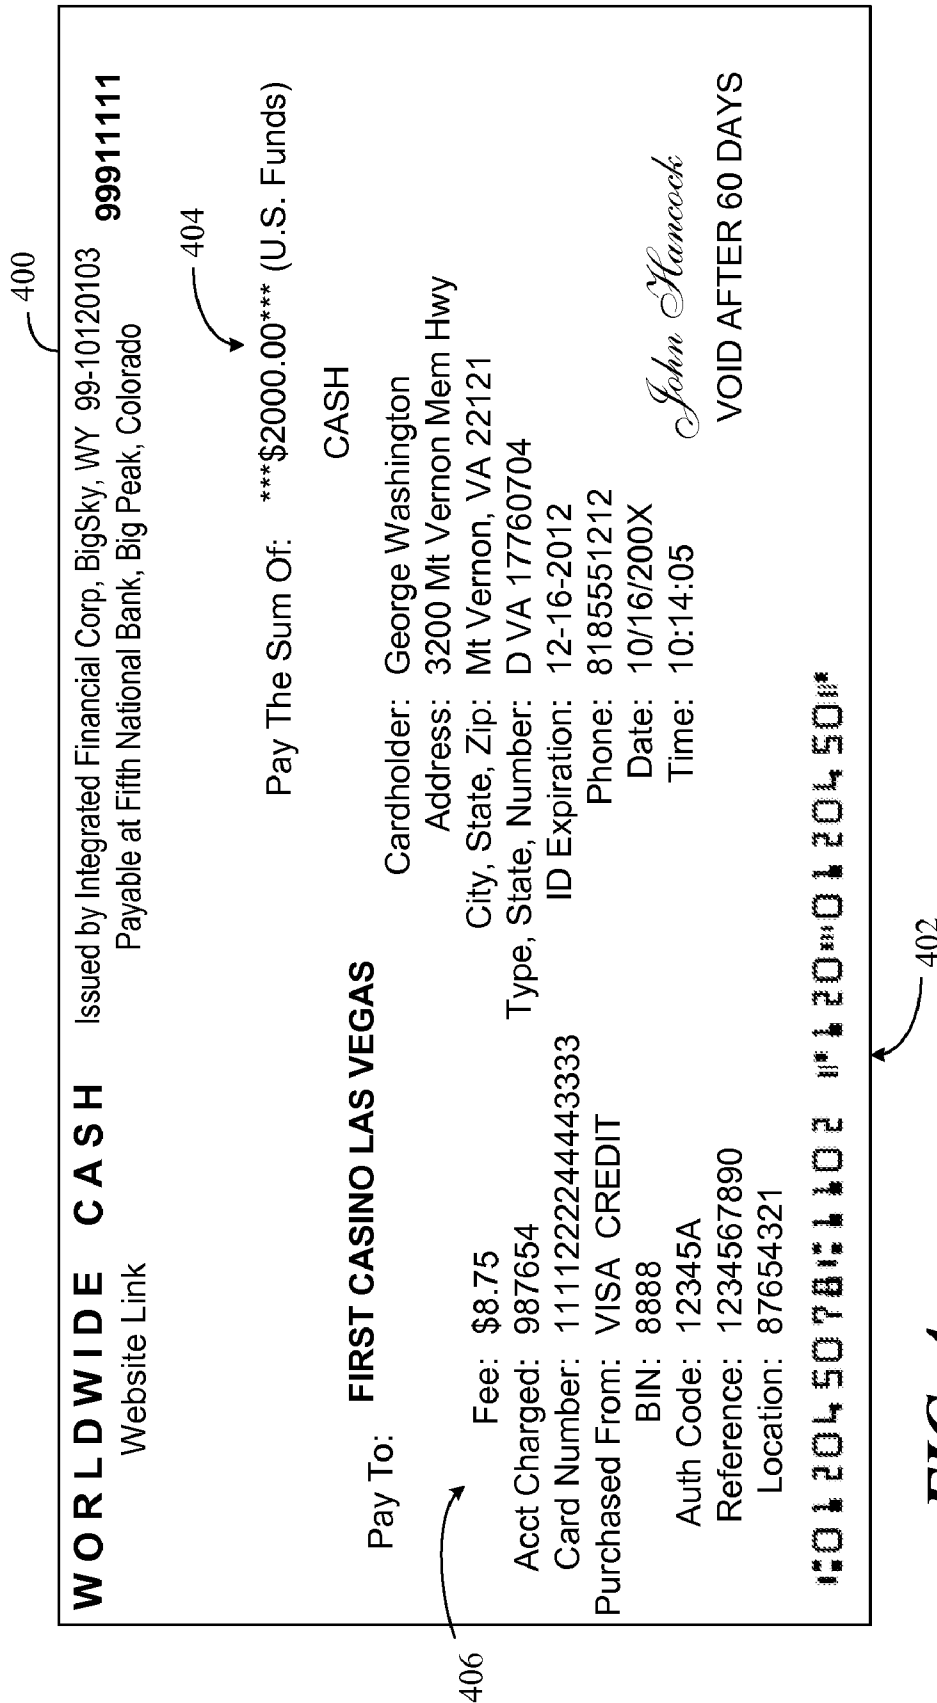 400
WORLDWIDE CASH Issued by Integrated Financial Corp, BigSky, WY 99-10120103 99911111
Website Link Payable at Fifth National Bank, Big Peak, Colorado
404
Pay The Sum Of: ***$2000.00*** (U.S. Funds)
CASH
Pay To: FIRST CASINO LAS VEGAS
406
Cardholder: George Washington
Address: 3200 Mt Vernon Mem Hwy
City, State, Zip: Mt Vernon, VA 22121
Type, State, Number: D VA 17760704
ID Expiration: 12-16-2012
Phone: 8185551212
Date: 10/16/200X
Time: 10:14:05
Fee: $8.75
Acct Charged: 987654
Card Number: 1111222244443333
Purchased From: VISA CREDIT
BIN: 8888
Auth Code: 12345A
Reference: 1234567890
Location: 87654321
John Hancock
VOID AFTER 60 DAYS
⑆012045078⑆1102 ⑈120⑉0120450⑈
402